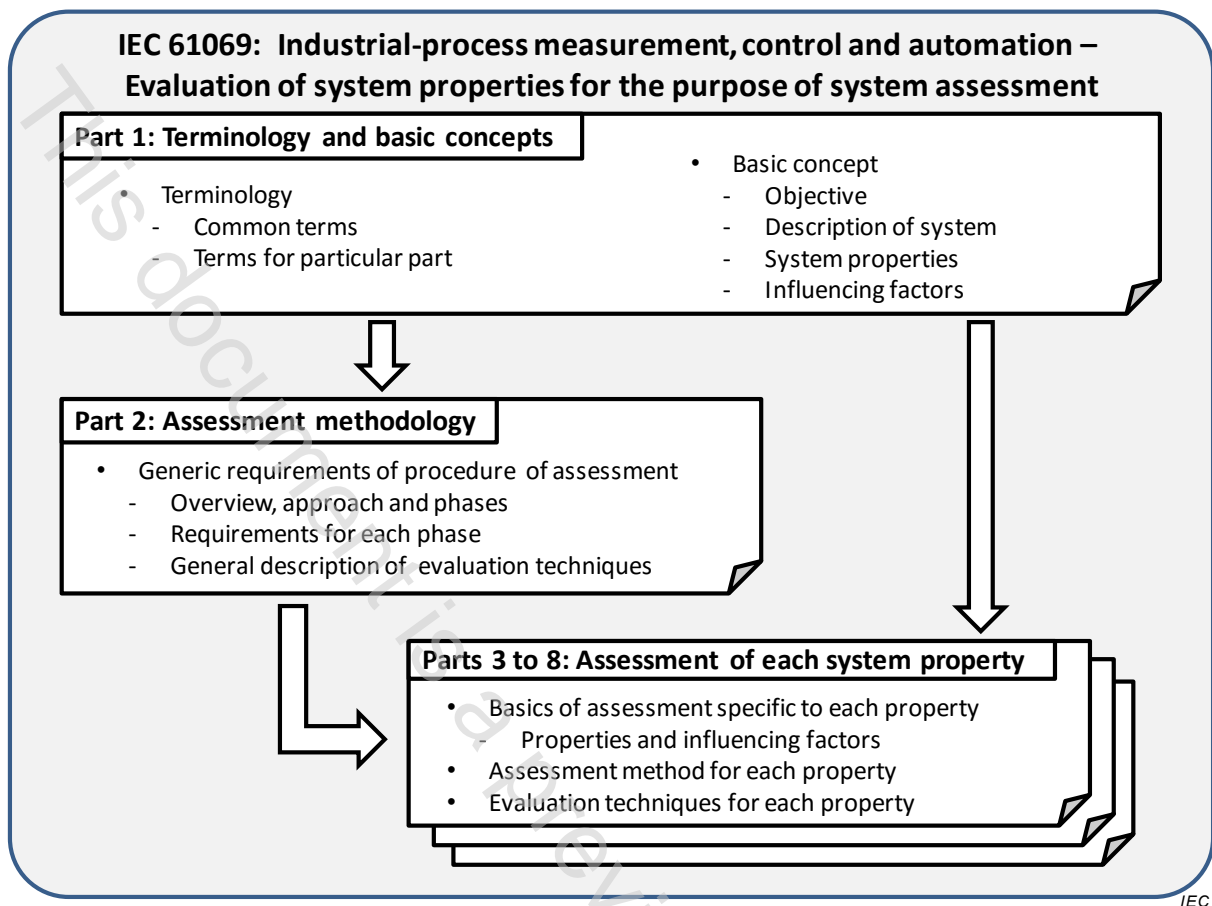 IEC 61069: Industrial-process measurement, control and automation –
Evaluation of system properties for the purpose of system assessment
Part 1: Terminology and basic concepts
• Terminology
- Common terms
- Terms for particular part
• Basic concept
- Objective
- Description of system
- System properties
- Influencing factors
Part 2: Assessment methodology
• Generic requirements of procedure of assessment
- Overview, approach and phases
- Requirements for each phase
- General description of evaluation techniques
Parts 3 to 8: Assessment of each system property
• Basics of assessment specific to each property
- Properties and influencing factors
• Assessment method for each property
• Evaluation techniques for each property
IEC
This document is a